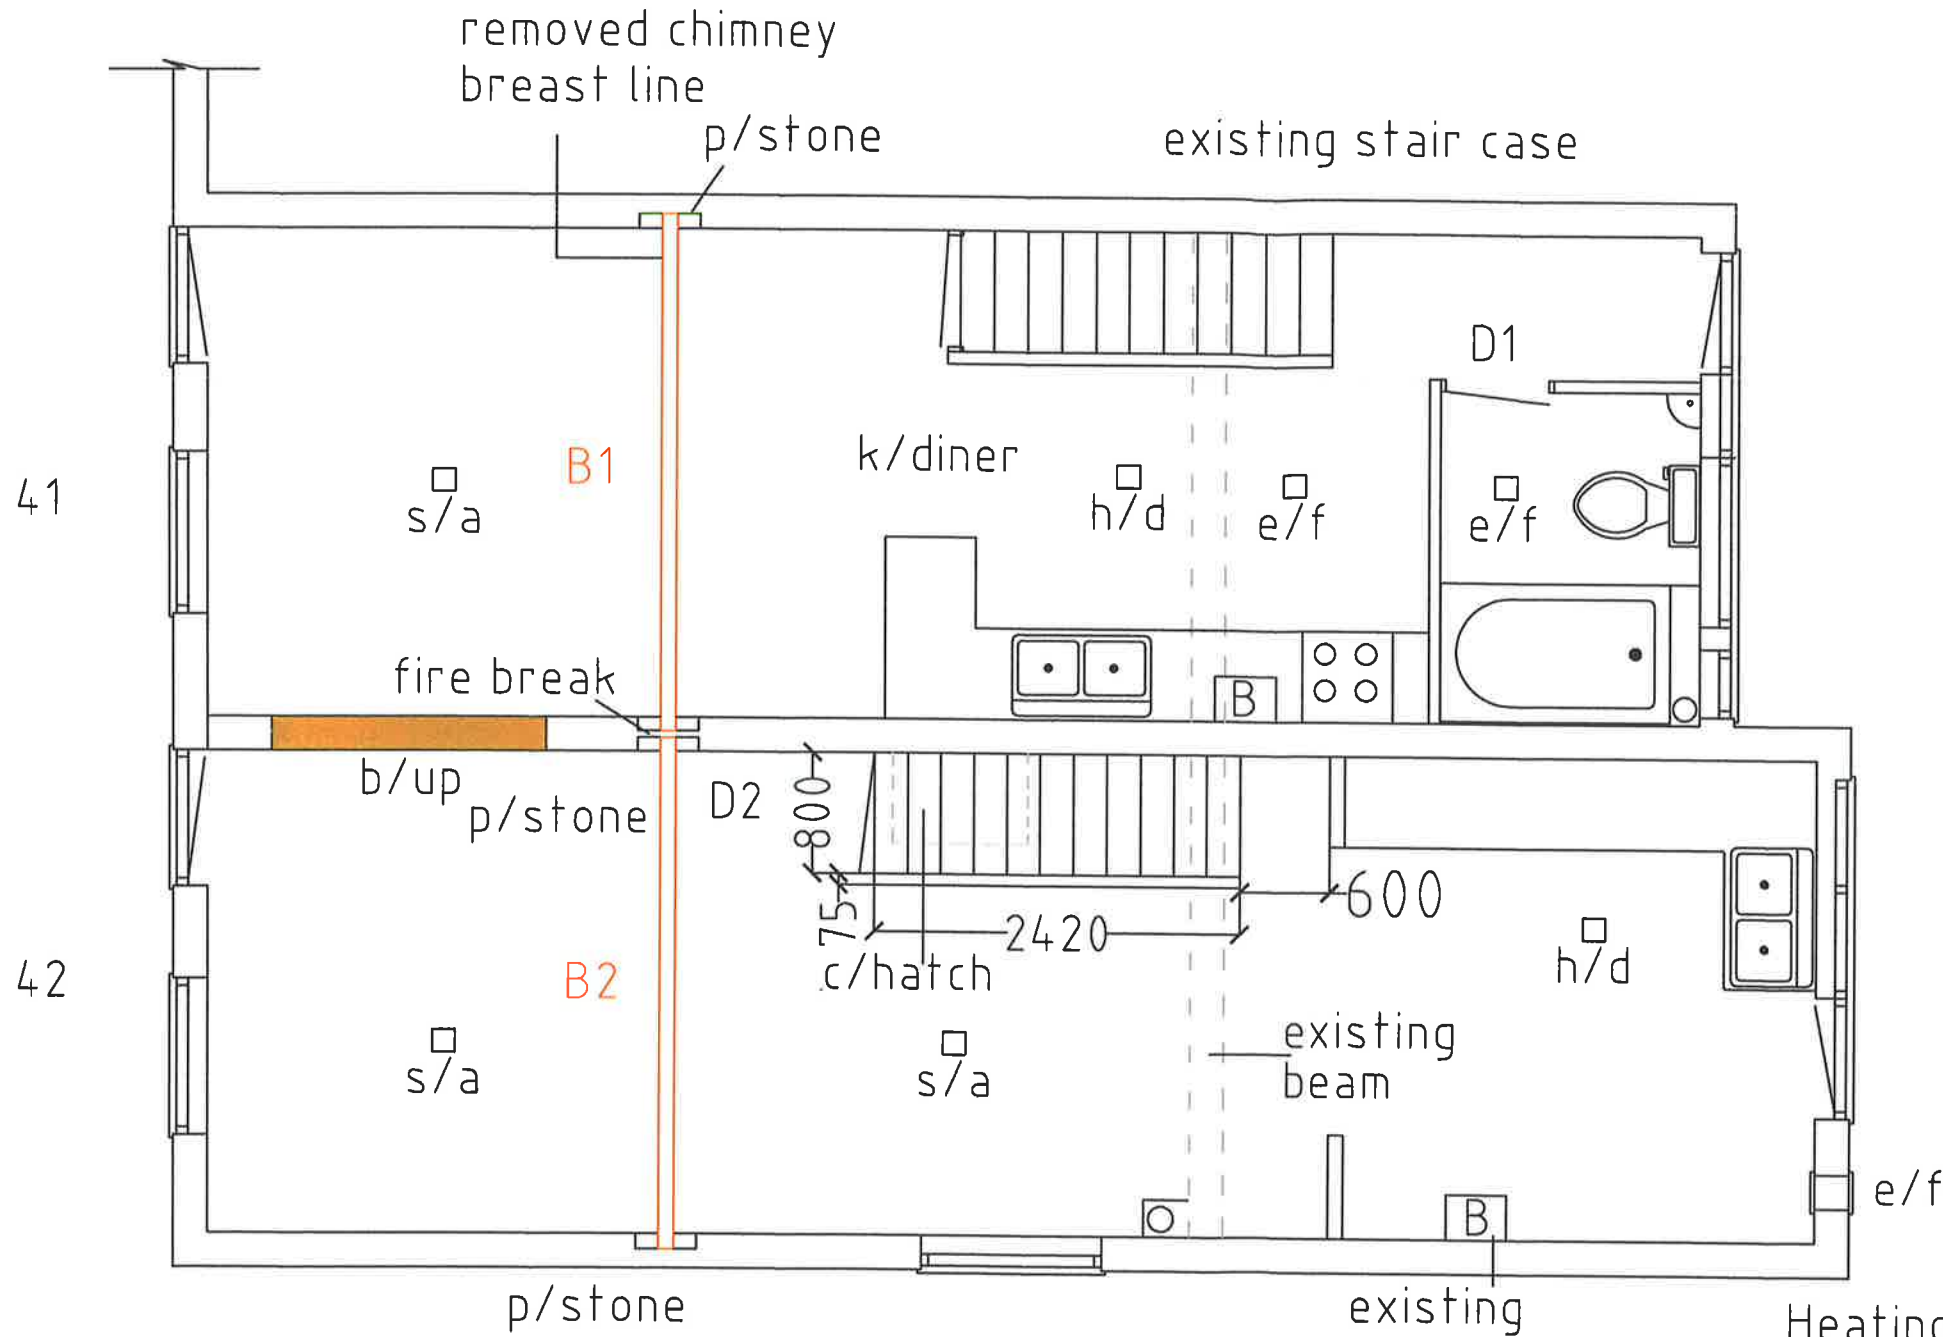 removed chimney
breast line
p/stone
existing stair case
D1
41
B1
k/diner
s/a
h/d
e/f
e/f
fire break
B
b/up
p/stone
D2
800
75
2420
600
c/hatch
42
B2
h/d
s/a
s/a
existing
beam
B
e/f
p/stone
existing
Heating